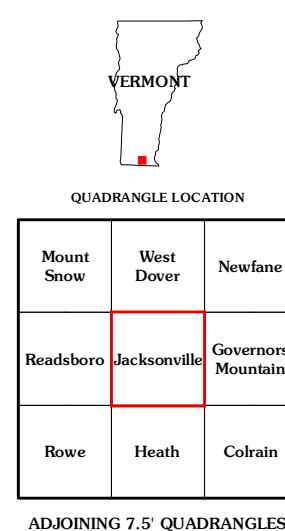 VERMONT
QUADRANGLE LOCATION
Mount Snow
West Dover
Newfane
Readsboro
Jacksonville
Governors Mountain
Rowe
Heath
Colrain
ADJOINING 7.5' QUADRANGLES